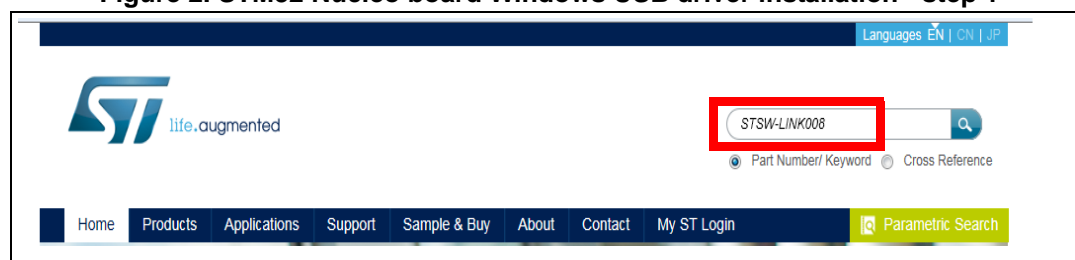 Languages EN | CN | JP
ST life.augmented
STSW-LINK008
Part Number/ Keyword Cross Reference
Home Products Applications Support Sample & Buy About Contact My ST Login Parametric Search